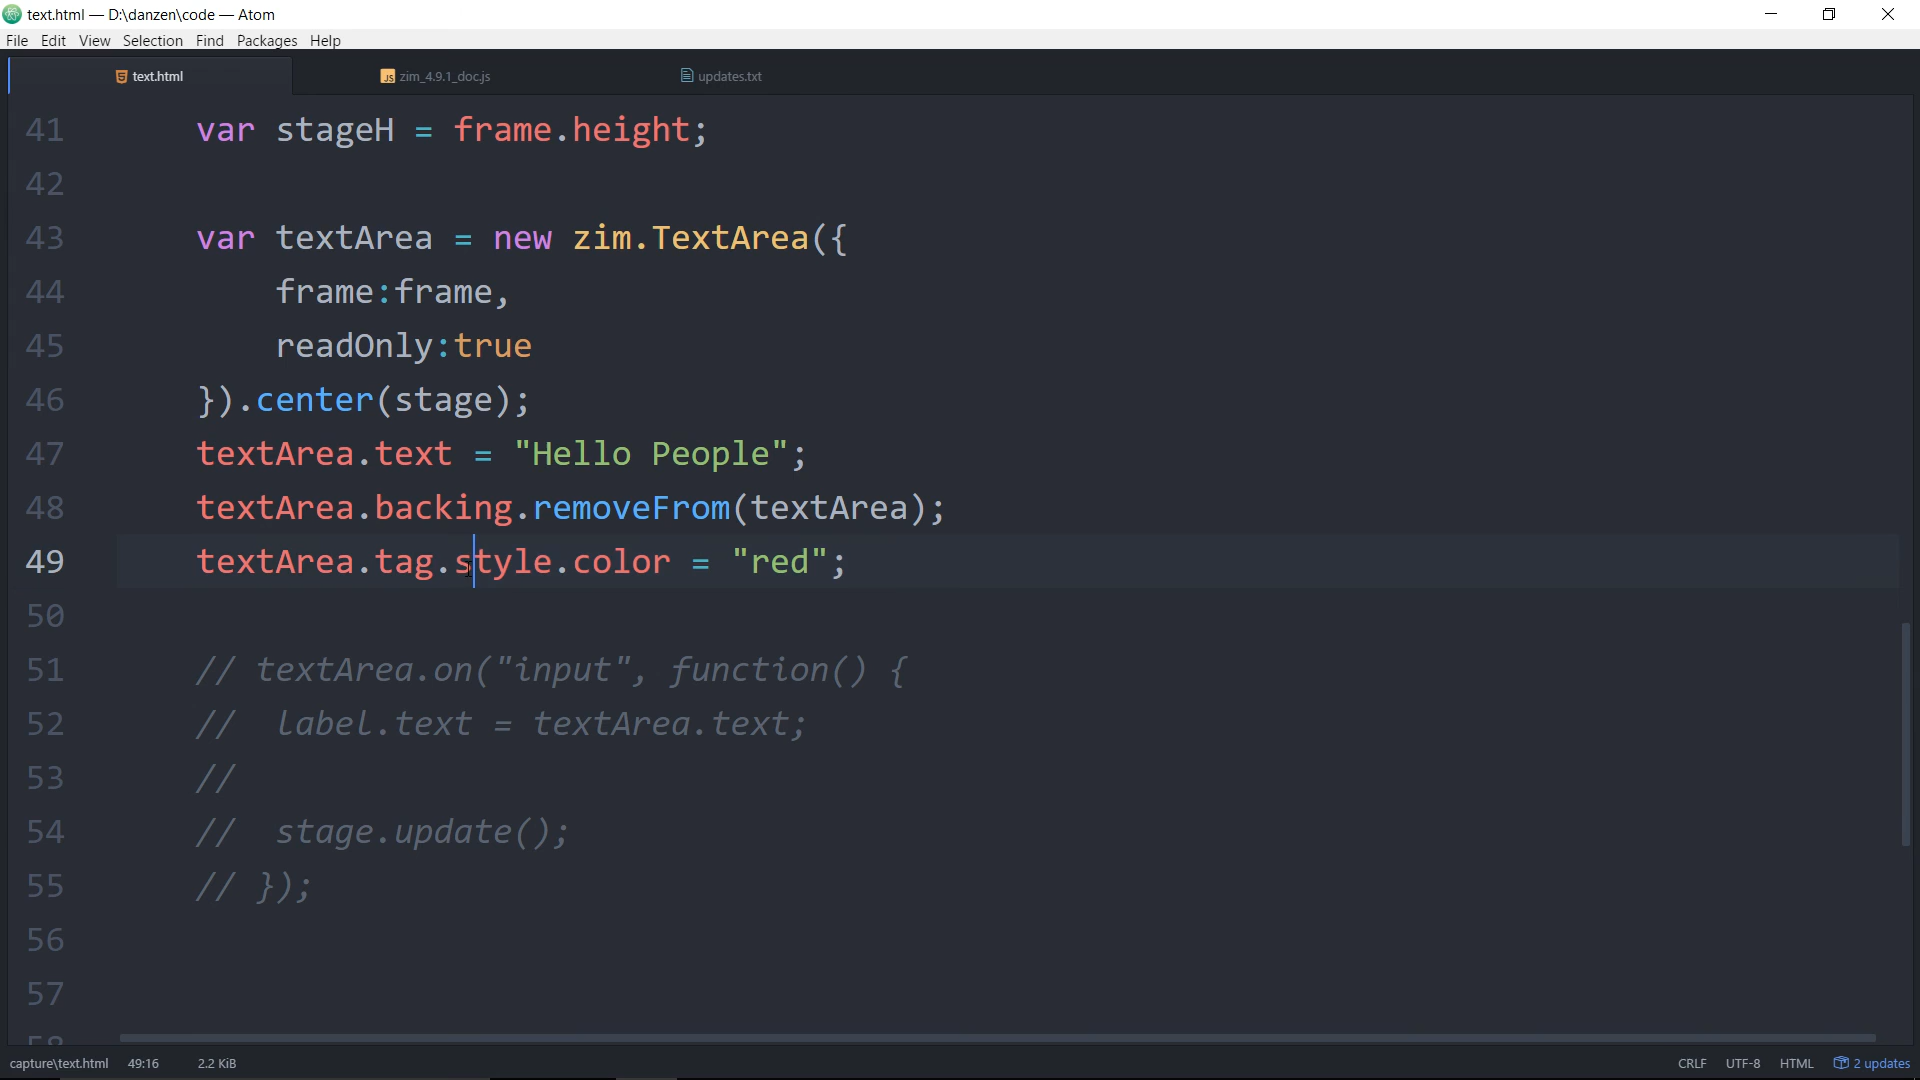 text.html — D:\danzen\code — Atom
File Edit View Selection Find Packages Help
text.html zim_4.9.1_doc.js updates.txt
41 var stageH = frame.height;
42
43 var textArea = new zim.TextArea({
44 frame:frame,
45 readOnly:true
46 }).center(stage);
47 textArea.text = "Hello People";
48 textArea.backing.removeFrom(textArea);
49 textArea.tag.style.color = "red";
50
51 // textArea.on("input", function() {
52 // label.text = textArea.text;
53 //
54 // stage.update();
55 // });
56
57
58
capture\text.html 49:16 2.2 KiB CRLF UTF-8 HTML 2 updates